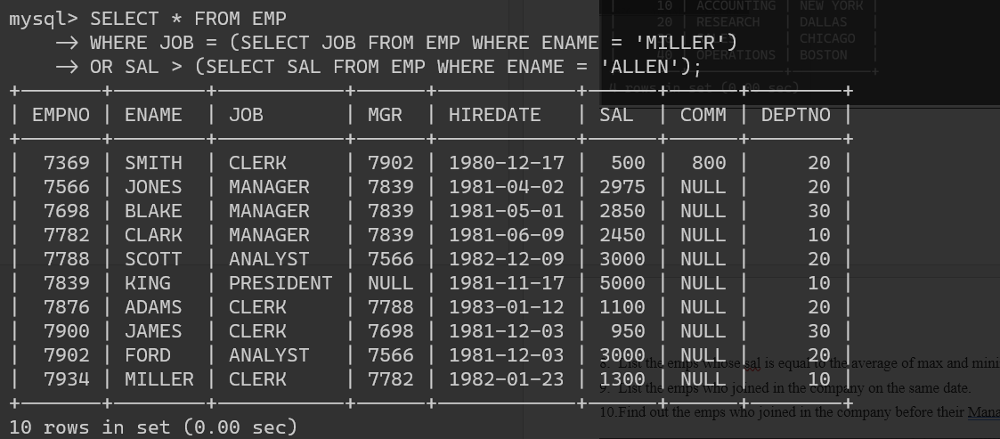 mysql> SELECT * FROM EMP
    -> WHERE JOB = (SELECT JOB FROM EMP WHERE ENAME = 'MILLER')
    -> OR SAL > (SELECT SAL FROM EMP WHERE ENAME = 'ALLEN');
+-------+--------+-----------+------+------------+------+------+--------+
| EMPNO | ENAME  | JOB       | MGR  | HIREDATE   | SAL  | COMM | DEPTNO |
+-------+--------+-----------+------+------------+------+------+--------+
|  7369 | SMITH  | CLERK     | 7902 | 1980-12-17 |  500 |  800 |     20 |
|  7566 | JONES  | MANAGER   | 7839 | 1981-04-02 | 2975 | NULL |     20 |
|  7698 | BLAKE  | MANAGER   | 7839 | 1981-05-01 | 2850 | NULL |     30 |
|  7782 | CLARK  | MANAGER   | 7839 | 1981-06-09 | 2450 | NULL |     10 |
|  7788 | SCOTT  | ANALYST   | 7566 | 1982-12-09 | 3000 | NULL |     20 |
|  7839 | KING   | PRESIDENT | NULL | 1981-11-17 | 5000 | NULL |     10 |
|  7876 | ADAMS  | CLERK     | 7788 | 1983-01-12 | 1100 | NULL |     20 |
|  7900 | JAMES  | CLERK     | 7698 | 1981-12-03 |  950 | NULL |     30 |
|  7902 | FORD   | ANALYST   | 7566 | 1981-12-03 | 3000 | NULL |     20 |
|  7934 | MILLER | CLERK     | 7782 | 1982-01-23 | 1300 | NULL |     10 |
+-------+--------+-----------+------+------------+------+------+--------+
10 rows in set (0.00 sec)
| 10 | ACCOUNTING | NEW YORK |
| 20 | RESEARCH | DALLAS |
CHICAGO |
OPERATIONS | BOSTON |
rows in set (0.00 sec)
8. List the emps whose sal is equal to the average of max and mini
9. List the emps who joined in the company on the same date.
10.Find out the emps who joined in the company before their Mana